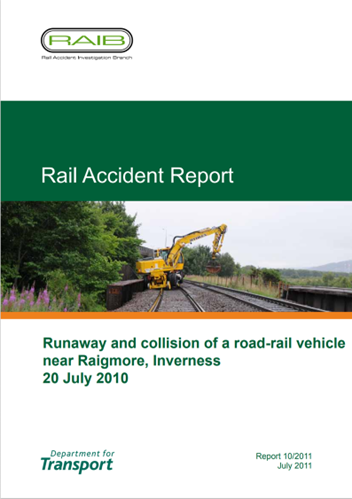 RAIB
Rail Accident Investigation Branch
Rail Accident Report
Runaway and collision of a road-rail vehicle
near Raigmore, Inverness
20 July 2010
Department for
Transport
Report 10/2011
July 2011